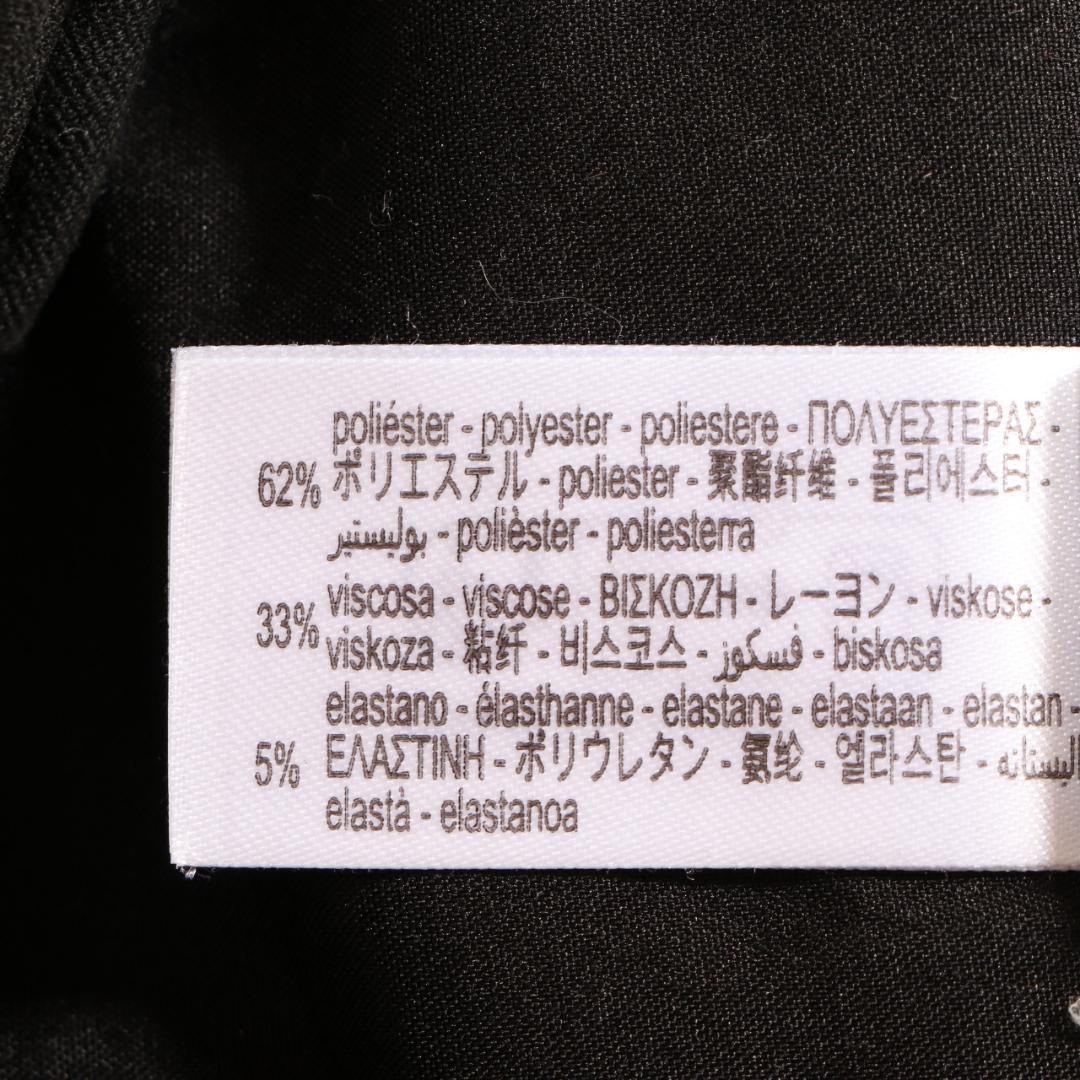 poliéster - polyester - poliestere - ΠΟΛΥΕΣΤΕΡΑΣ -
62% ポリエステル - poliester - 聚酯纤维 - 폴리에스터 -
بوليستير - polièster - poliesterra
viscosa - viscose - ΒΙΣΚΟΖΗ - レーヨン - viskose -
33% viskoza - 粘纤 - 비스코스 - فسكوز - biskosa
elastano - élasthanne - elastane - elastaan - elastan -
5% ΕΛΑΣΤΙΝΗ - ポリウレタン - 氨纶 - 엘라스탄 -
elastà - elastanoa